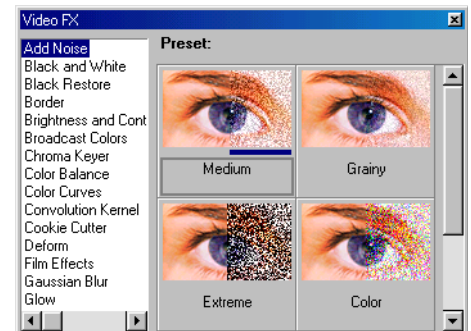 Video FX
Add Noise
Black and White
Black Restore
Border
Brightness and Cont
Broadcast Colors
Chroma Keyer
Color Balance
Color Curves
Convolution Kernel
Cookie Cutter
Deform
Film Effects
Gaussian Blur
Glow
Preset:
Medium
Grainy
Extreme
Color